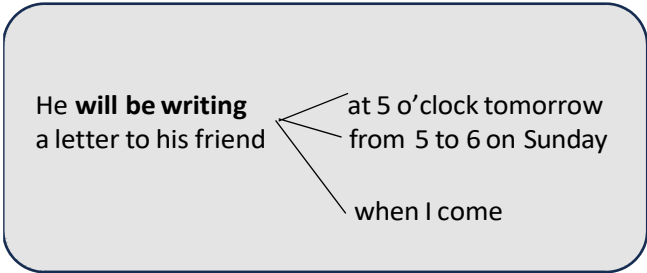 He will be writing
a letter to his friend
at 5 o'clock tomorrow
from 5 to 6 on Sunday
when I come